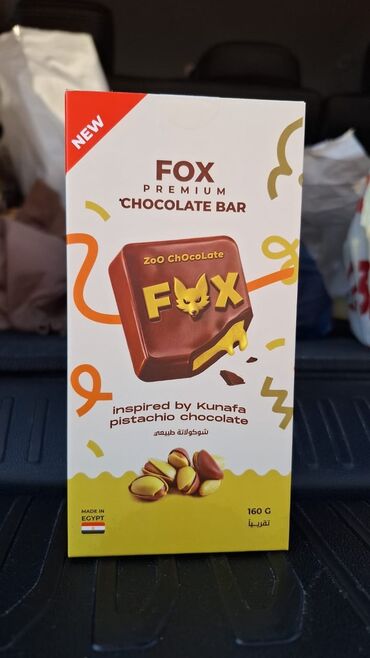 NEW
FOX
PREMIUM
CHOCOLATE BAR
ZoO ChOcoLate
FOX
inspired by Kunafa
pistachio chocolate
شوكولاتة طبيعي
MADE IN
EGYPT
160 G
تقريباً